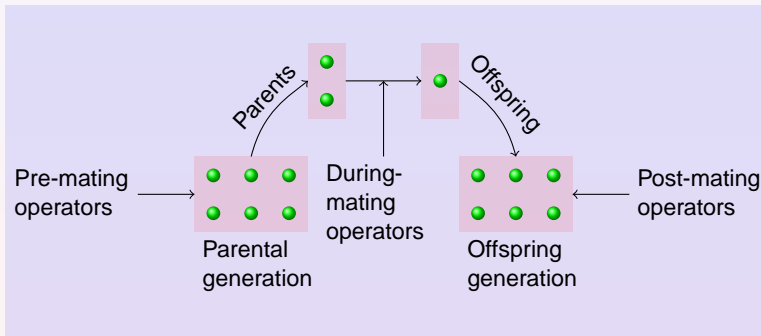 Parents
Offspring
Pre-mating
operators
During-
mating
operators
Post-mating
operators
Parental
generation
Offspring
generation